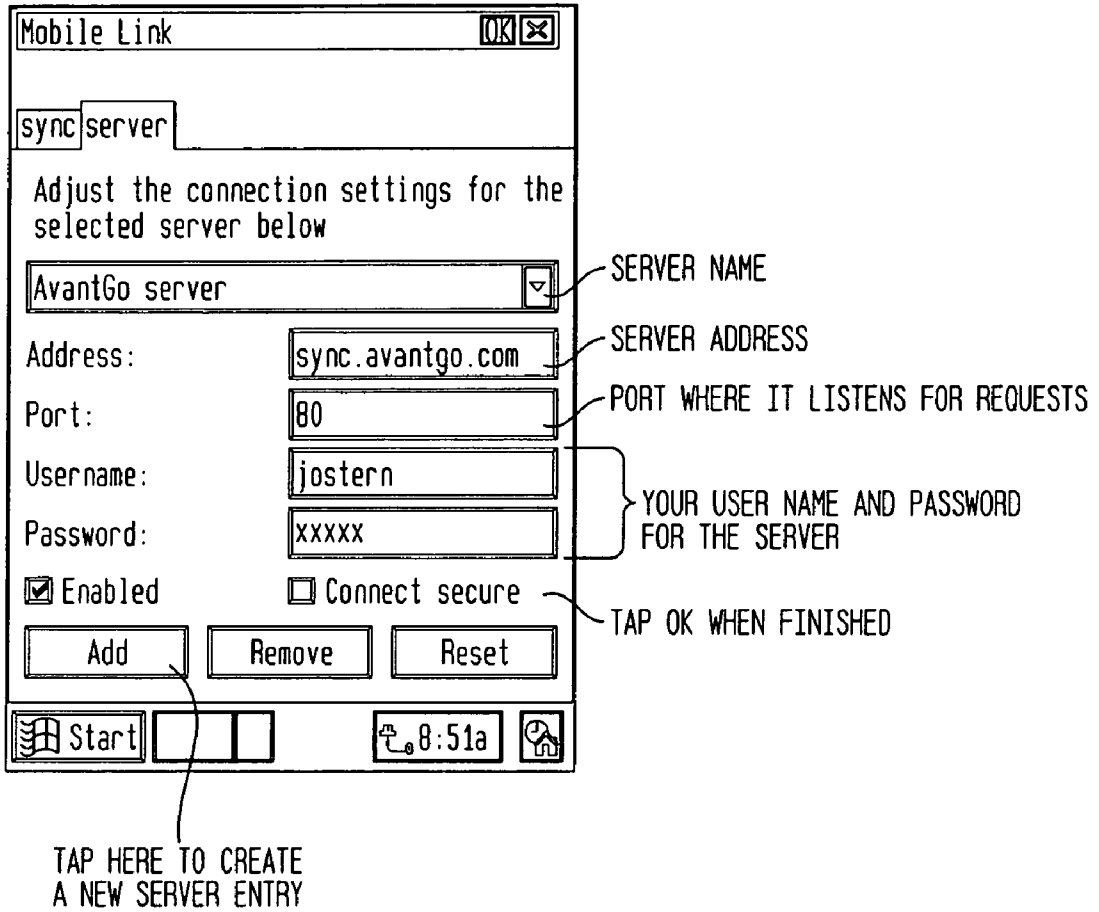 Mobile Link OK
sync server
Adjust the connection settings for the
selected server below
AvantGo server
SERVER NAME
Address: sync.avantgo.com
SERVER ADDRESS
Port: 80
PORT WHERE IT LISTENS FOR REQUESTS
Username: jostern
Password: xxxxx
YOUR USER NAME AND PASSWORD
FOR THE SERVER
Enabled Connect secure
TAP OK WHEN FINISHED
Add Remove Reset
Start 8:51a
TAP HERE TO CREATE
A NEW SERVER ENTRY